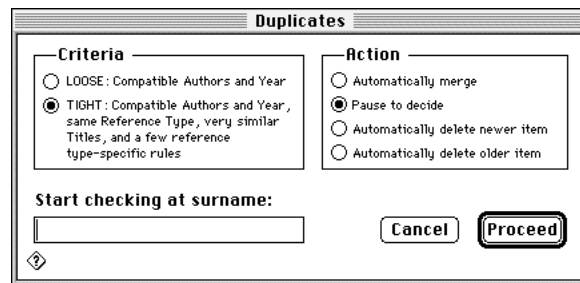 Duplicates
Criteria
LOOSE: Compatible Authors and Year
TIGHT: Compatible Authors and Year,
same Reference Type, very similar
Titles, and a few reference
type-specific rules
Action
Automatically merge
Pause to decide
Automatically delete newer item
Automatically delete older item
Start checking at surname:
Cancel
Proceed
?